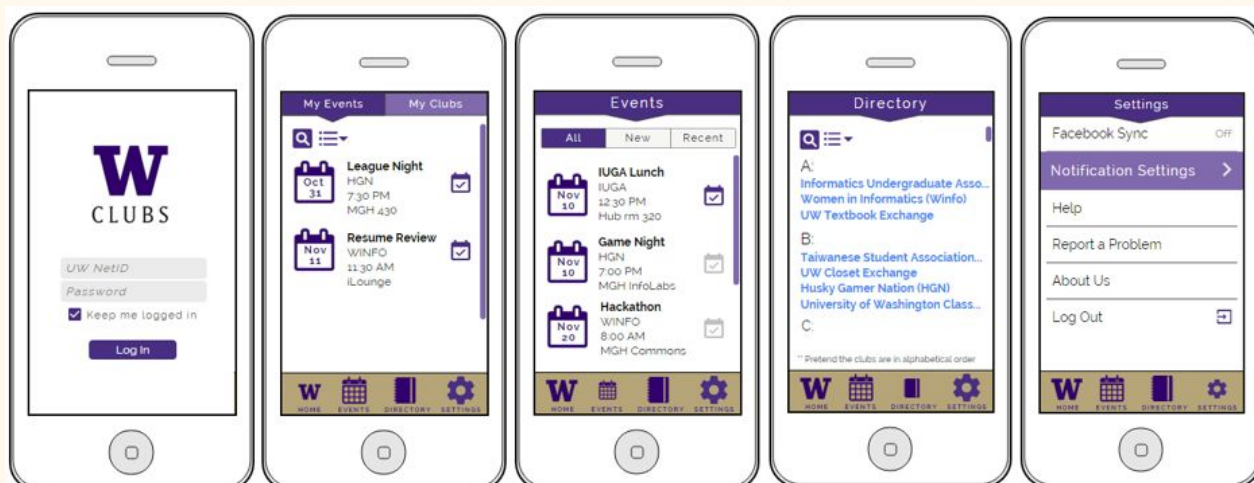 W
CLUBS
UW NetID
Password
Keep me logged in
Log In
My Events
My Clubs
Oct
31
League Night
HGN
7:30 PM
MGH 430
Nov
11
Resume Review
WINFO
11:30 AM
iLounge
W
HOME
EVENTS
DIRECTORY
SETTINGS
Events
All
New
Recent
Nov
10
IUGA Lunch
IUGA
12:30 PM
Hub rm 320
Nov
10
Game Night
HGN
7:00 PM
MGH InfoLabs
Nov
20
Hackathon
WINFO
8:00 AM
MGH Commons
W
HOME
EVENTS
DIRECTORY
SETTINGS
Directory
A:
Informatics Undergraduate Asso...
Women in Informatics (Winfo)
UW Textbook Exchange
B:
Taiwanese Student Association...
UW Closet Exchange
Husky Gamer Nation (HGN)
University of Washington Class...
C:
** Pretend the clubs are in alphabetical order
W
HOME
EVENTS
DIRECTORY
SETTINGS
Settings
Facebook Sync
Off
Notification Settings
Help
Report a Problem
About Us
Log Out
W
HOME
EVENTS
DIRECTORY
SETTINGS